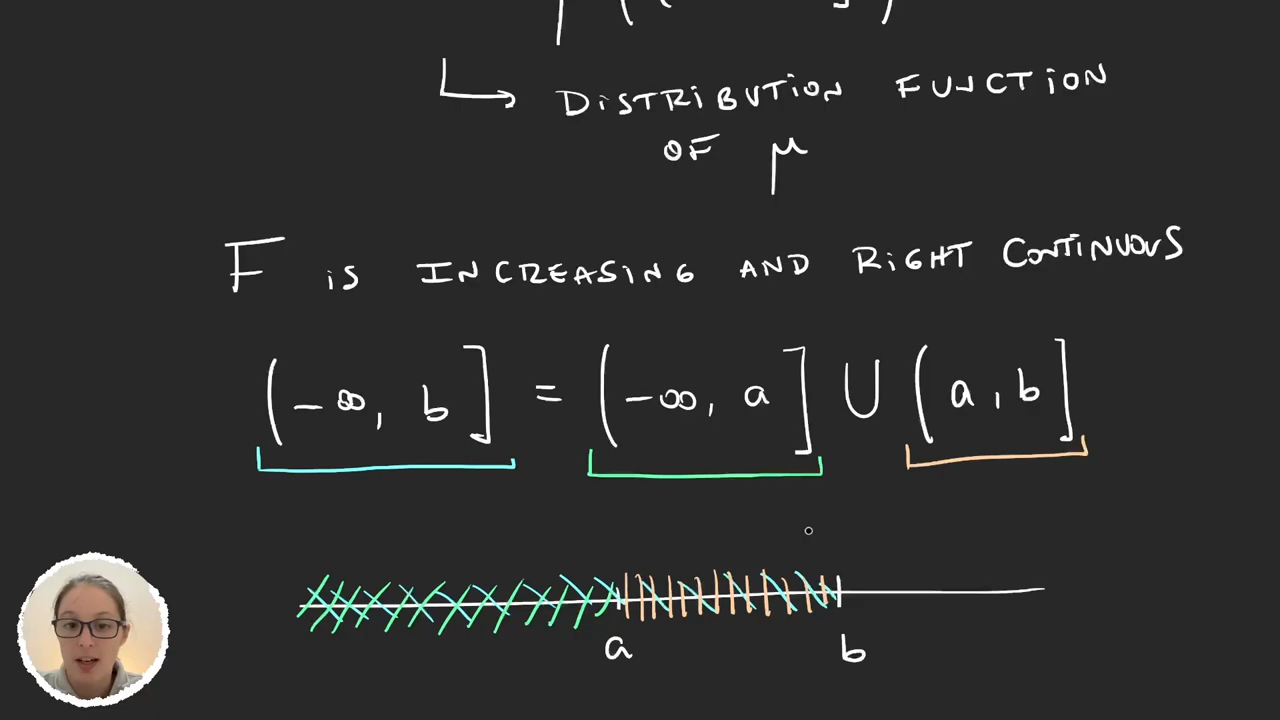 DISTRIBUTION FUNCTION
OF μ
F IS INCREASING AND RIGHT CONTINUOUS
(-∞, b] = (-∞, a] ∪ (a, b]
a b